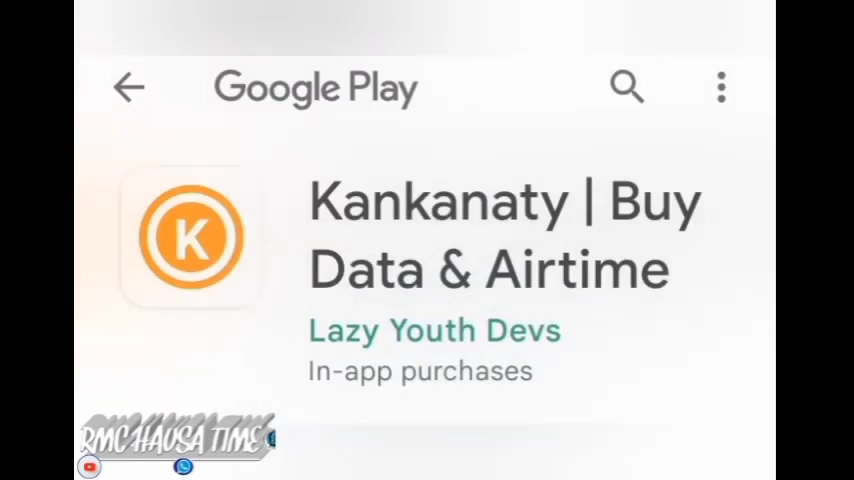 Google Play
K
Kankanaty | Buy
Data & Airtime
Lazy Youth Devs
In-app purchases
RMC HAUSA TIME